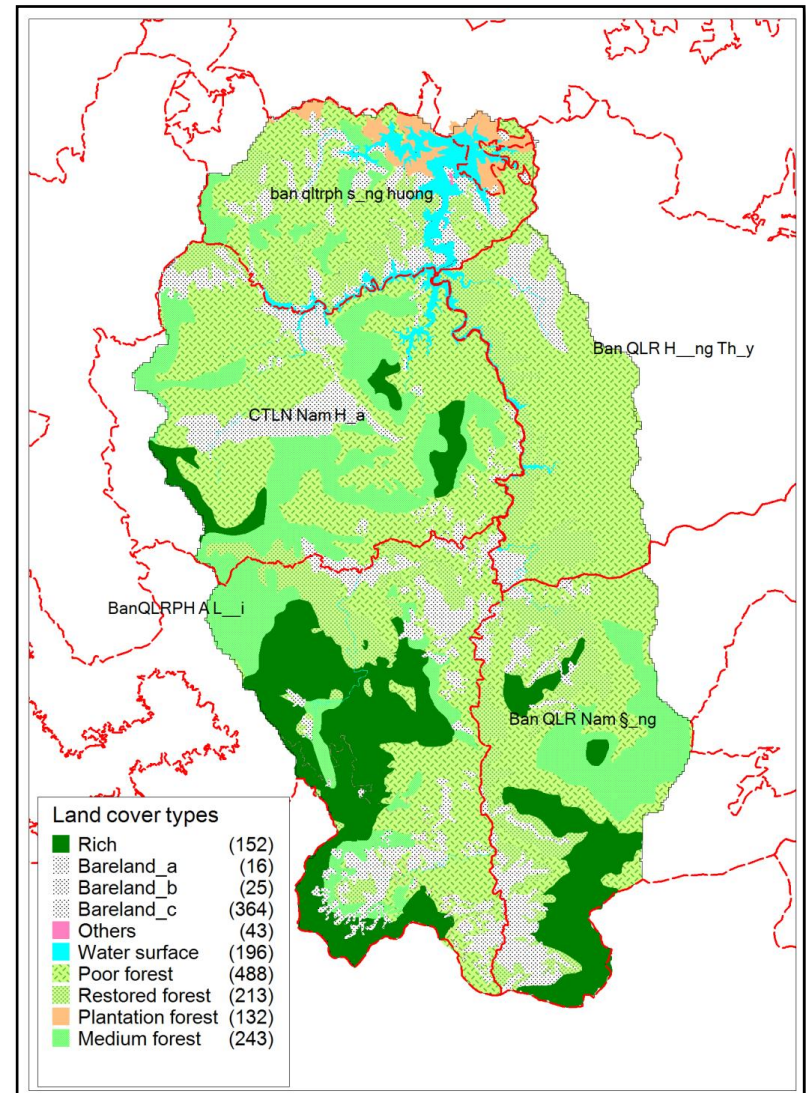 ban qltrph s_ng huong
Ban QLR H__ng Th_y
CTLN Nam H_a
BanQLRPH A L__i
Ban QLR Nam §_ng
Land cover types
Rich (152)
Bareland_a (16)
Bareland_b (25)
Bareland_c (364)
Others (43)
Water surface (196)
Poor forest (488)
Restored forest (213)
Plantation forest (132)
Medium forest (243)